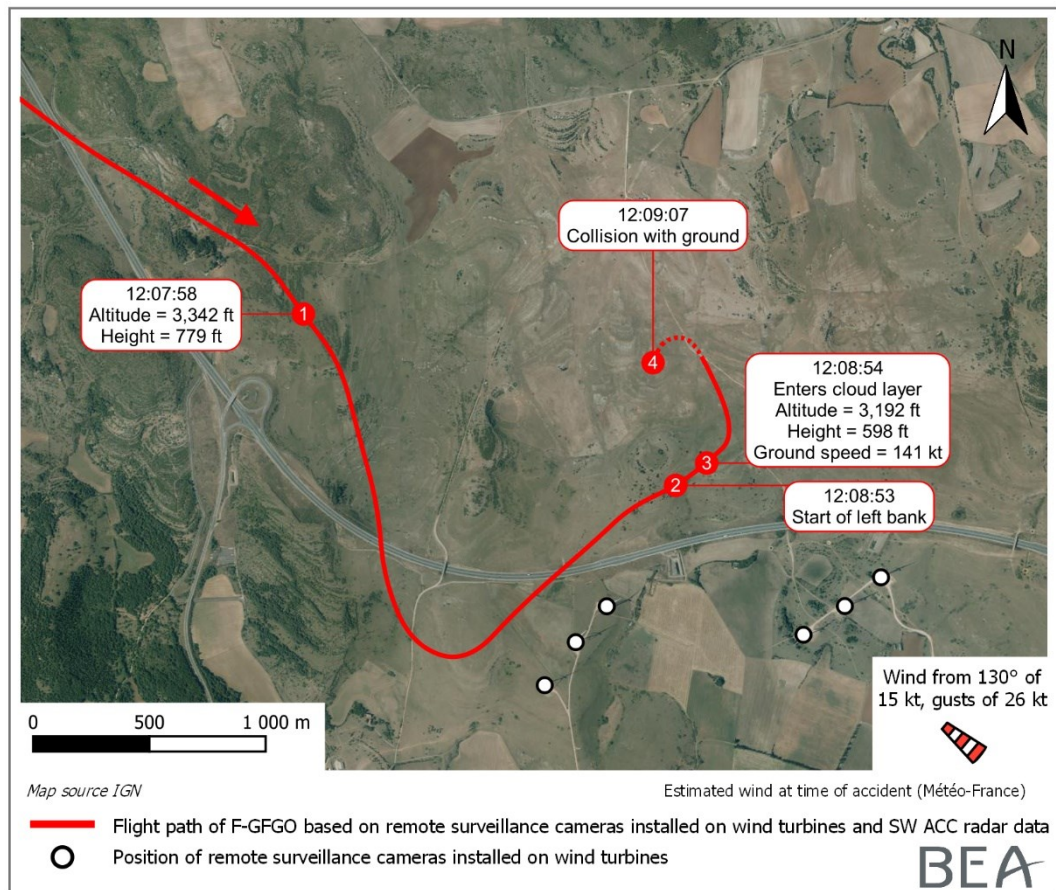 N
12:09:07
Collision with ground
12:07:58
Altitude = 3,342 ft
Height = 779 ft
1
4
12:08:54
Enters cloud layer
Altitude = 3,192 ft
Height = 598 ft
Ground speed = 141 kt
3
2
12:08:53
Start of left bank
Wind from 130° of
15 kt, gusts of 26 kt
0 500 1 000 m
Map source IGN
Estimated wind at time of accident (Météo-France)
Flight path of F-GFGO based on remote surveillance cameras installed on wind turbines and SW ACC radar data
Position of remote surveillance cameras installed on wind turbines
BEA